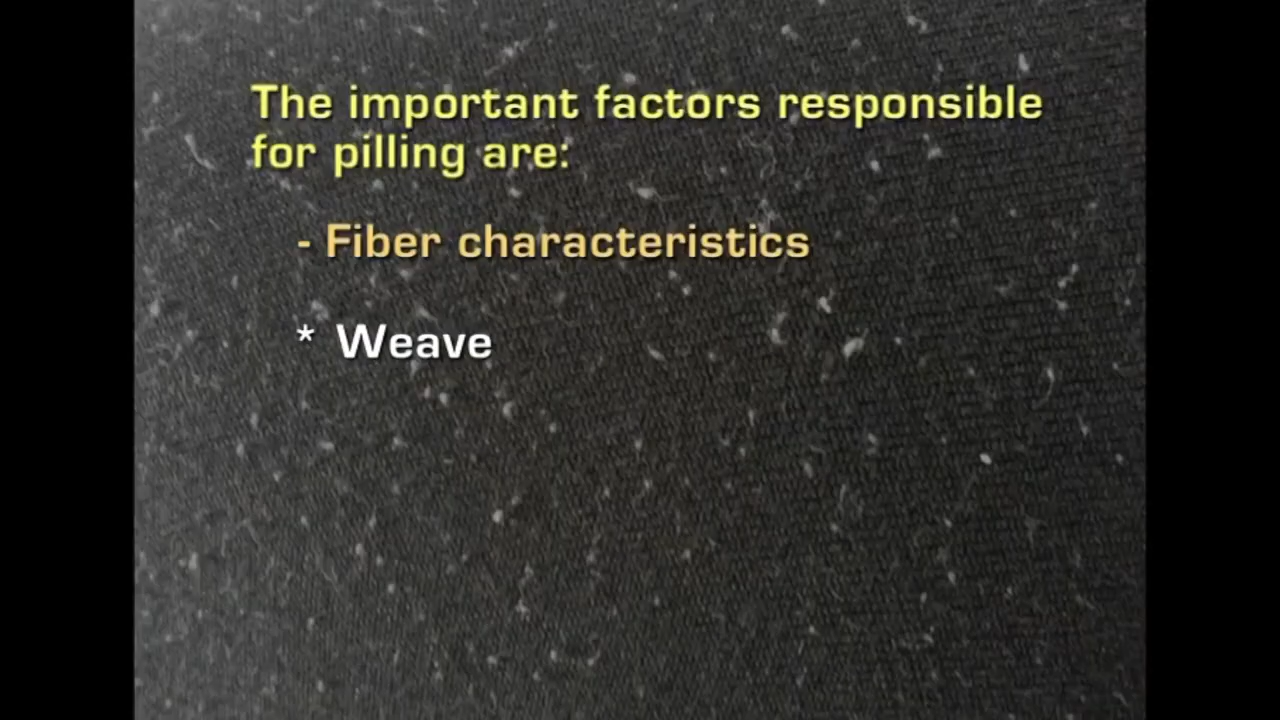 The important factors responsible
for pilling are:
- Fiber characteristics
* Weave